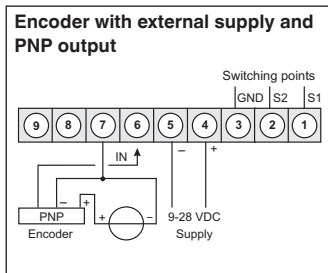 Encoder with external supply and
PNP output
Switching points
GND S2 S1
9 8 7 6 5 4 3 2 1
IN – +
– + + –
PNP
Encoder
9-28 VDC
Supply